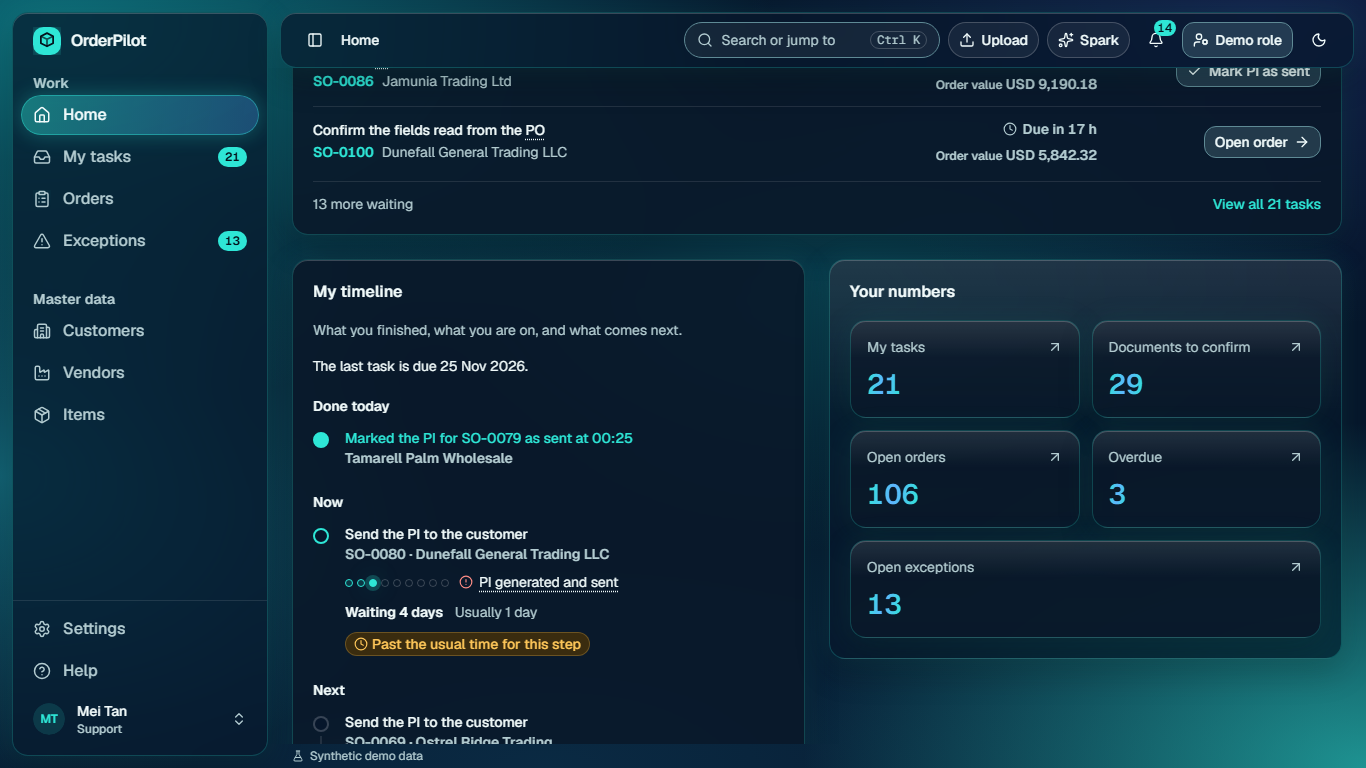 OrderPilot
Home
Search or jump to
Ctrl K
Upload
Spark
14
Demo role
Work
Home
My tasks
21
Orders
Exceptions
13
Master data
Customers
Vendors
Items
Settings
Help
MT
Mei Tan
Support
SO-0086 Jamunia Trading Ltd
Order value USD 9,190.18
Mark PI as sent
Confirm the fields read from the PO
SO-0100 Dunefall General Trading LLC
Due in 17 h
Order value USD 5,842.32
Open order
13 more waiting
View all 21 tasks
My timeline
What you finished, what you are on, and what comes next.
The last task is due 25 Nov 2026.
Done today
Marked the PI for SO-0079 as sent at 00:25
Tamarell Palm Wholesale
Now
Send the PI to the customer
SO-0080 · Dunefall General Trading LLC
PI generated and sent
Waiting 4 days Usually 1 day
Past the usual time for this step
Next
Send the PI to the customer
SO-0069 · Ostrel Ridge Trading
Your numbers
My tasks
21
Documents to confirm
29
Open orders
106
Overdue
3
Open exceptions
13
Synthetic demo data